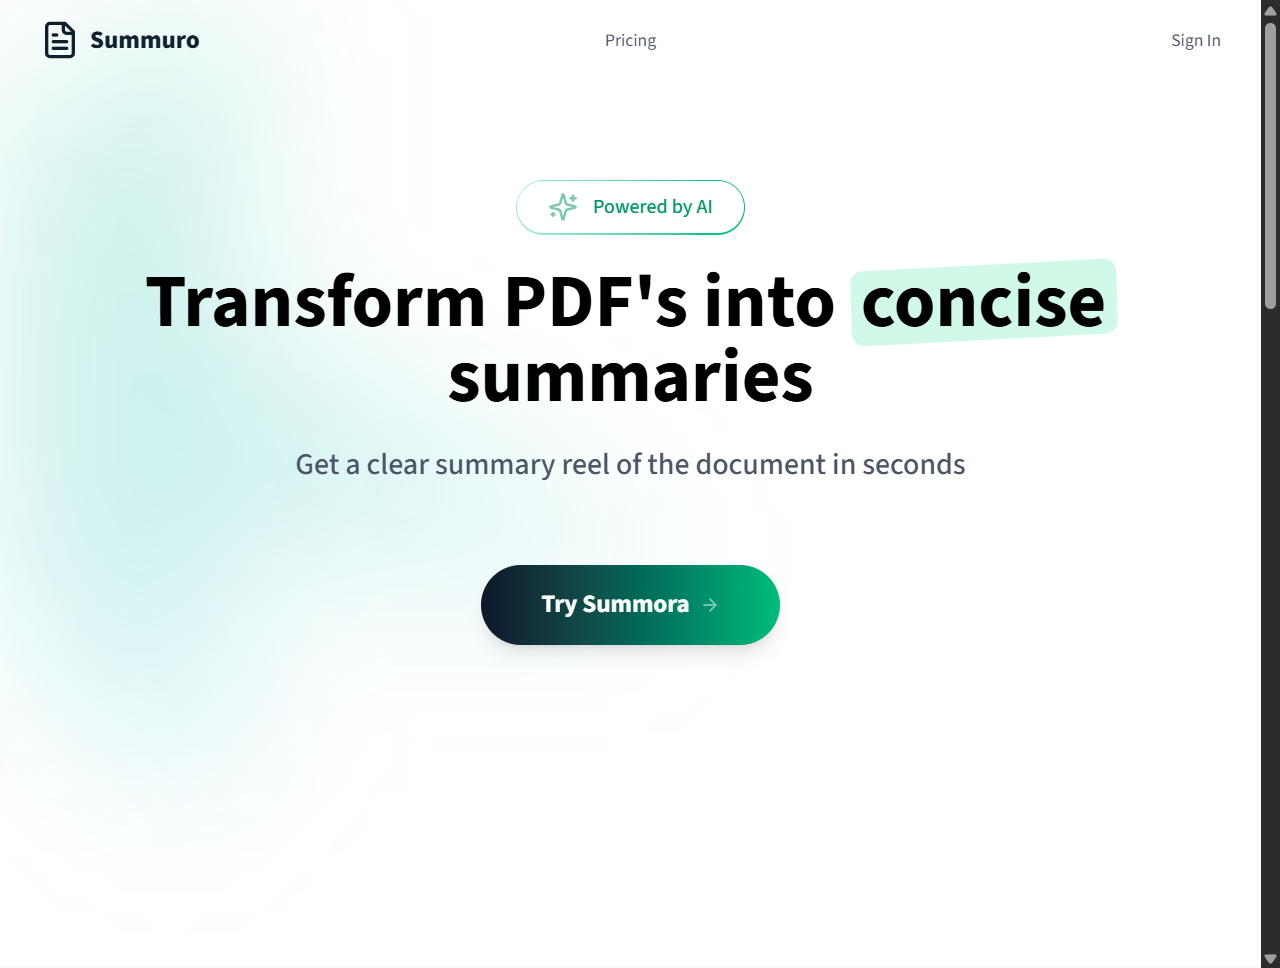 Summuro
Pricing
Sign In
Powered by AI
Transform PDF's into concise
summaries
Get a clear summary reel of the document in seconds
Try Summora →